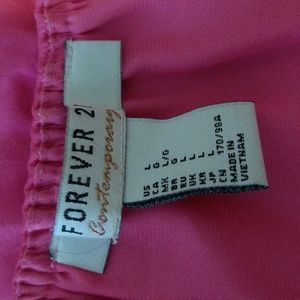 FOREVER 21
Contemporary
US L
CA L
MX L/G
BR G
EU L
UK L
KR L
JP L
CN 170/98A
MADE IN
VIETNAM